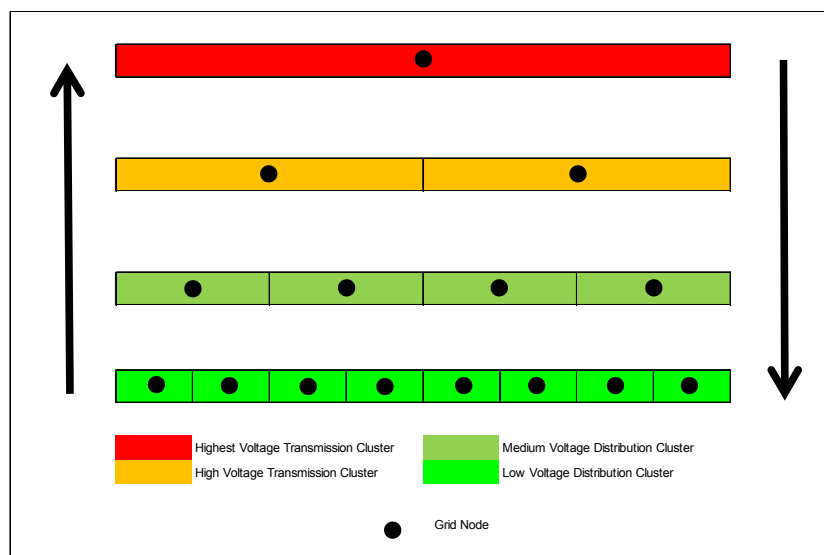 Highest Voltage Transmission Cluster
Medium Voltage Distribution Cluster
High Voltage Transmission Cluster
Low Voltage Distribution Cluster
Grid Node